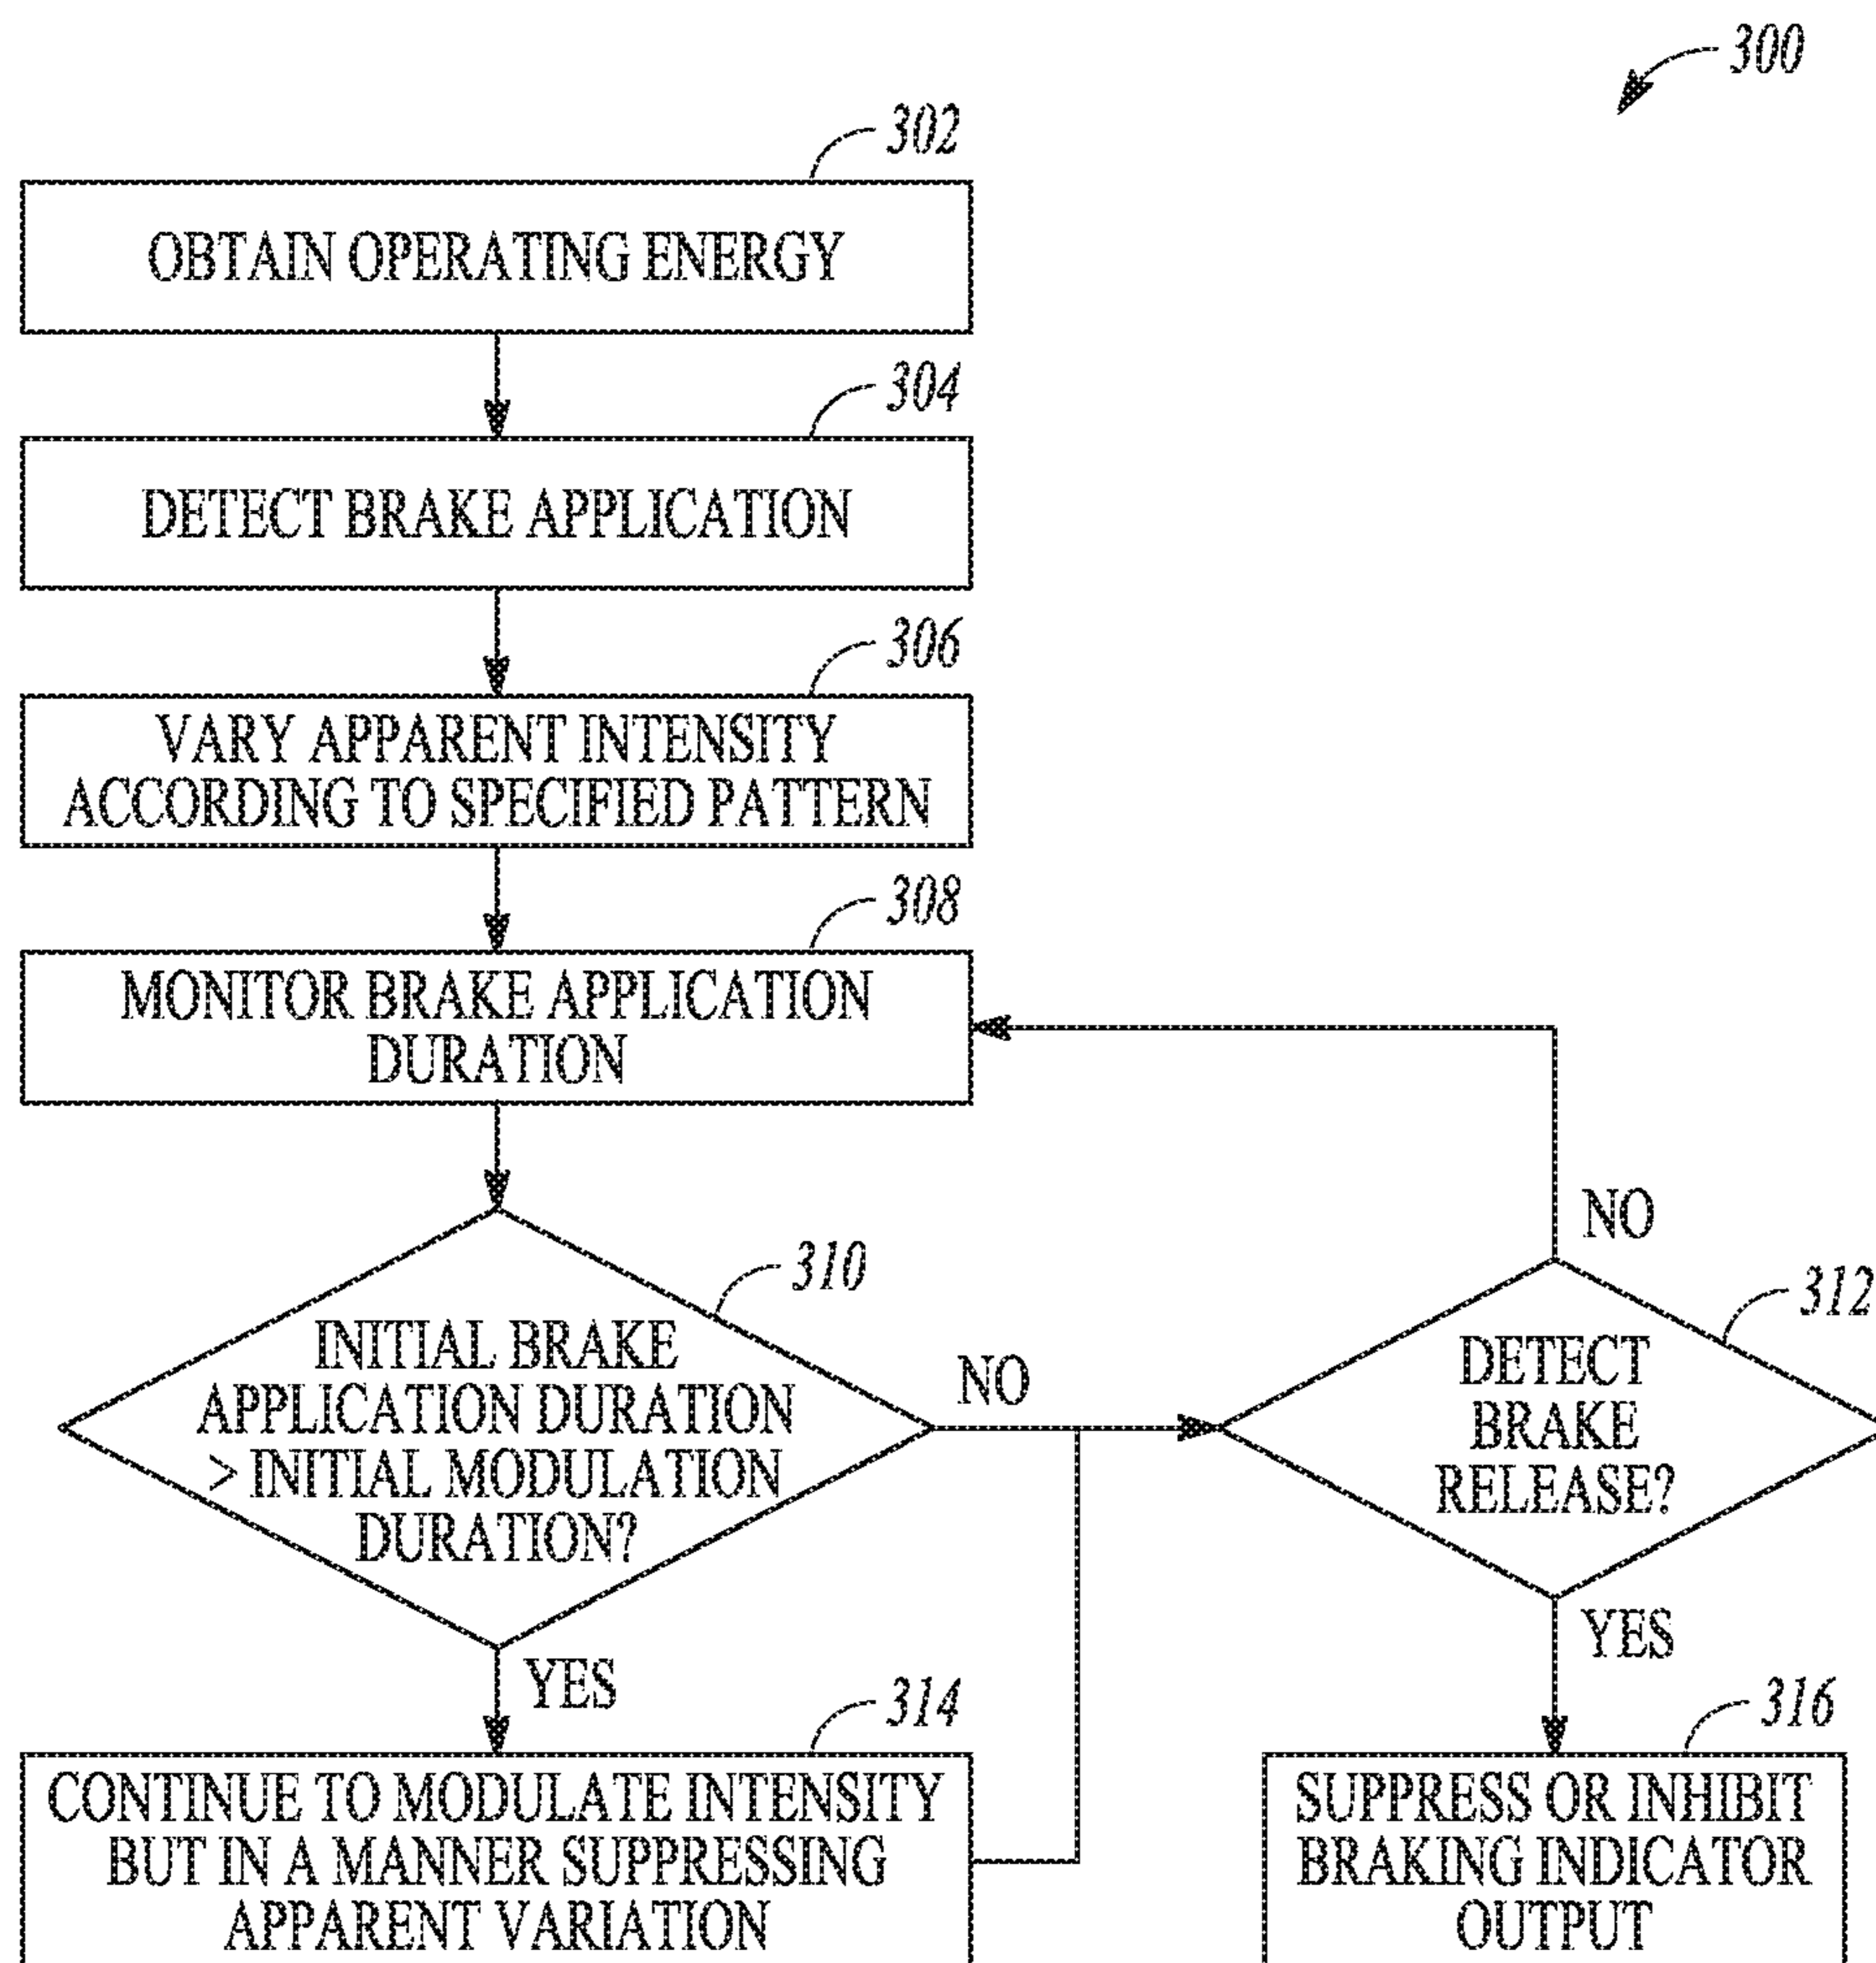 300
302
OBTAIN OPERATING ENERGY
304
DETECT BRAKE APPLICATION
306
VARY APPARENT INTENSITY
ACCORDING TO SPECIFIED PATTERN
308
MONITOR BRAKE APPLICATION
DURATION
310
INITIAL BRAKE
APPLICATION DURATION
> INITIAL MODULATION
DURATION?
NO
YES
312
DETECT
BRAKE
RELEASE?
NO
YES
314
CONTINUE TO MODULATE INTENSITY
BUT IN A MANNER SUPPRESSING
APPARENT VARIATION
316
SUPPRESS OR INHIBIT
BRAKING INDICATOR
OUTPUT